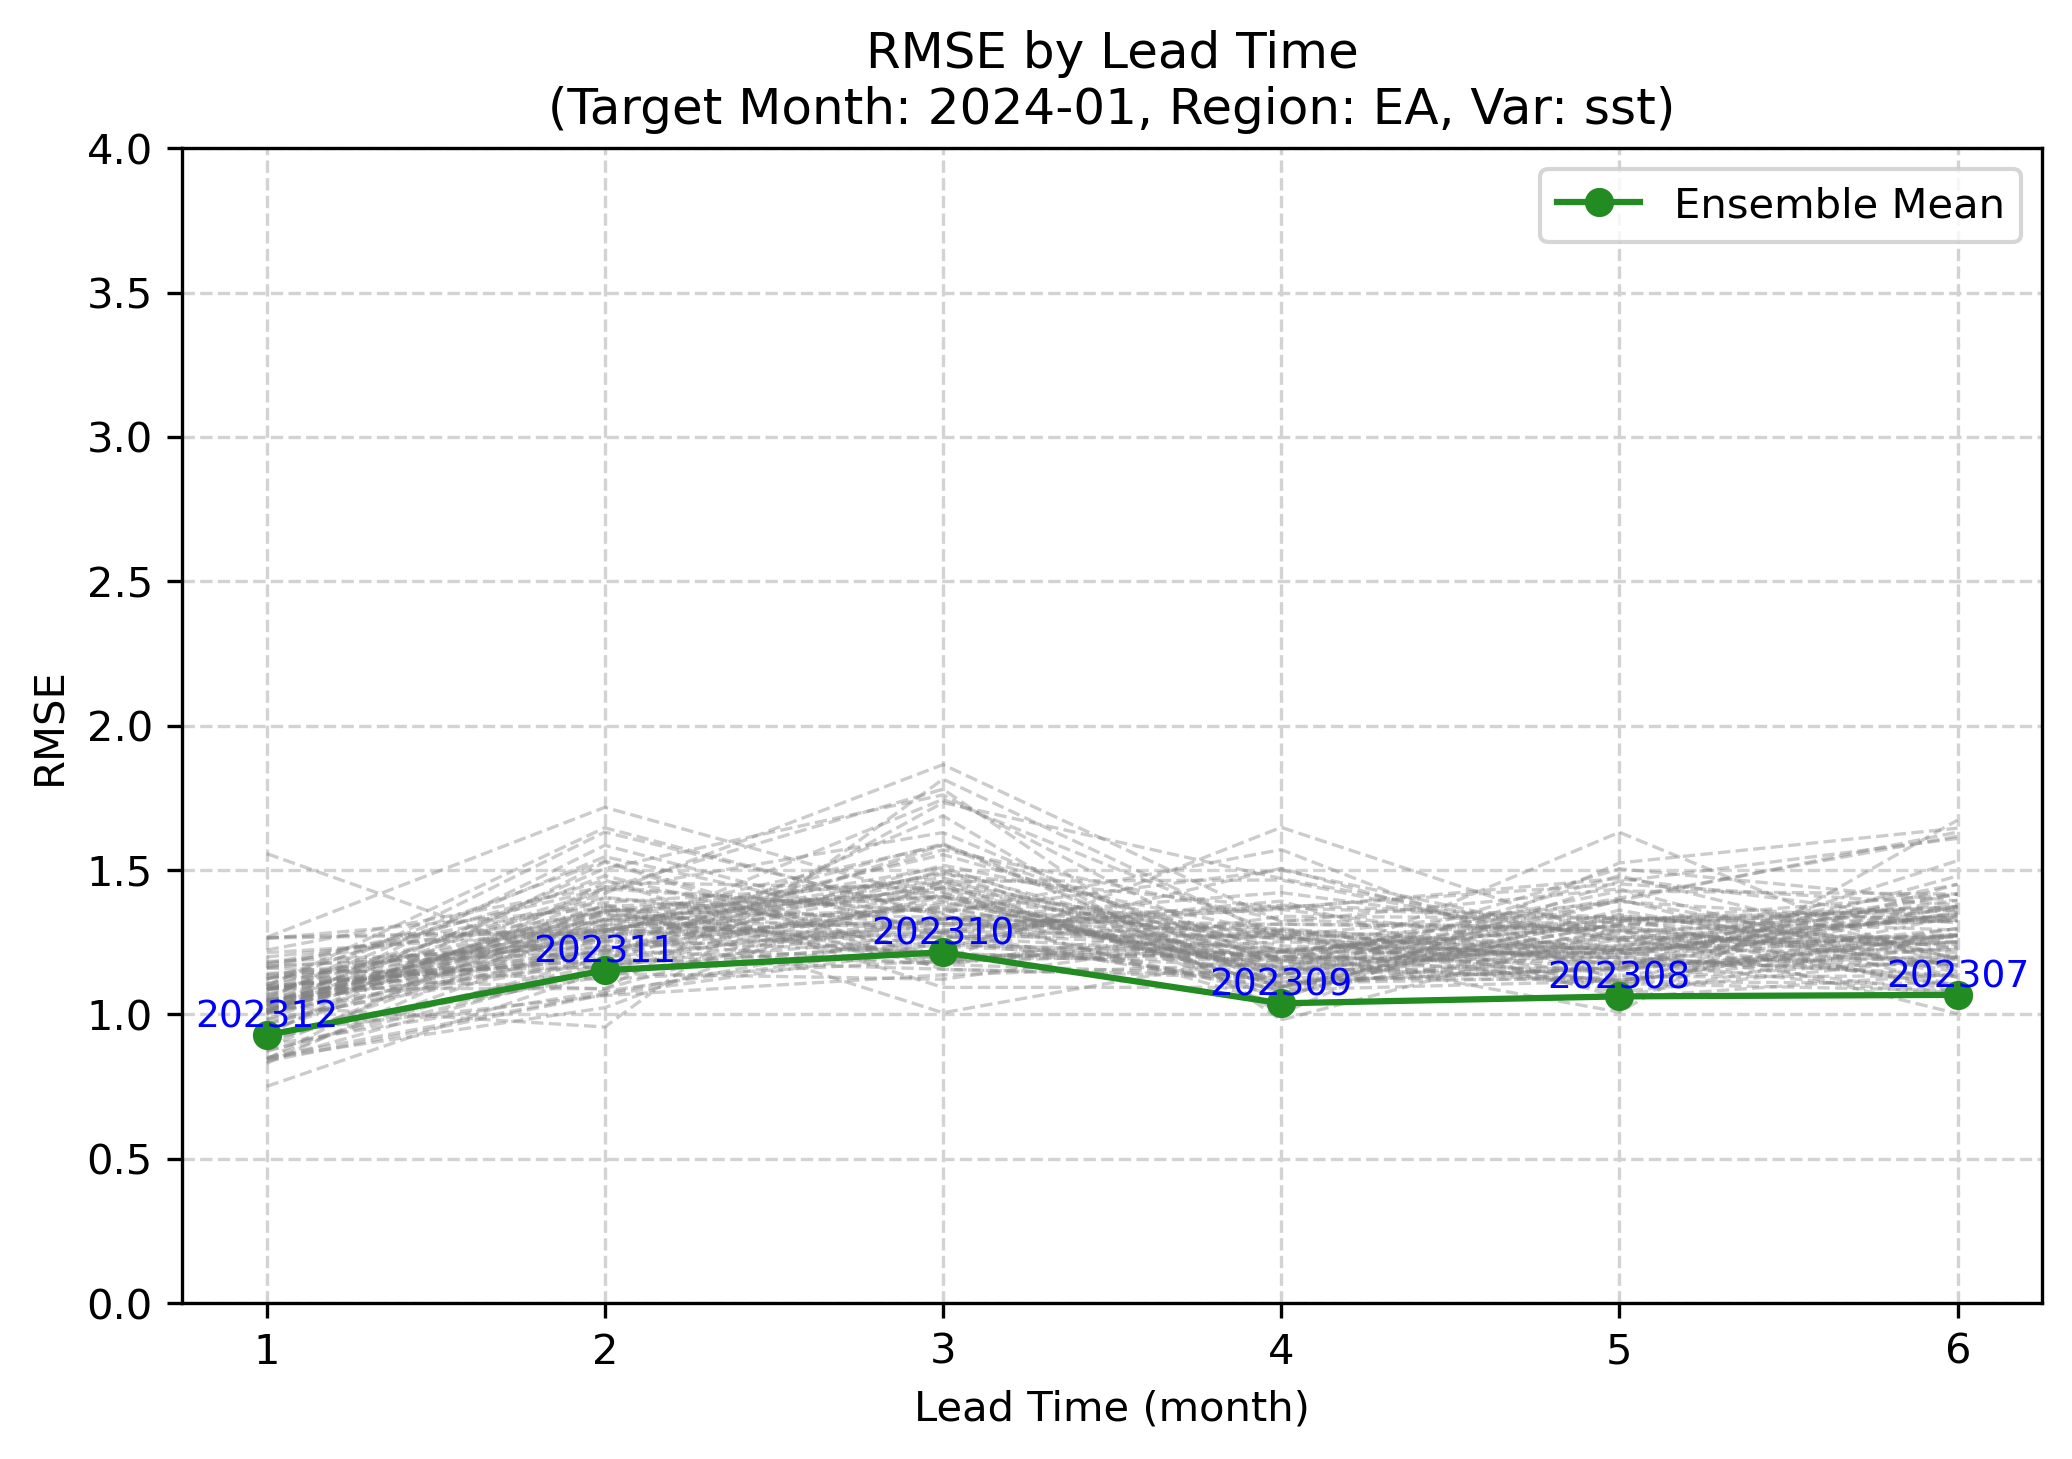 RMSE by Lead Time
(Target Month: 2024-01, Region: EA, Var: sst)
4.0
3.5
3.0
2.5
2.0
1.5
1.0
0.5
0.0
RMSE
Ensemble Mean
202312
202311
202310
202309
202308
202307
1 2 3 4 5 6
Lead Time (month)